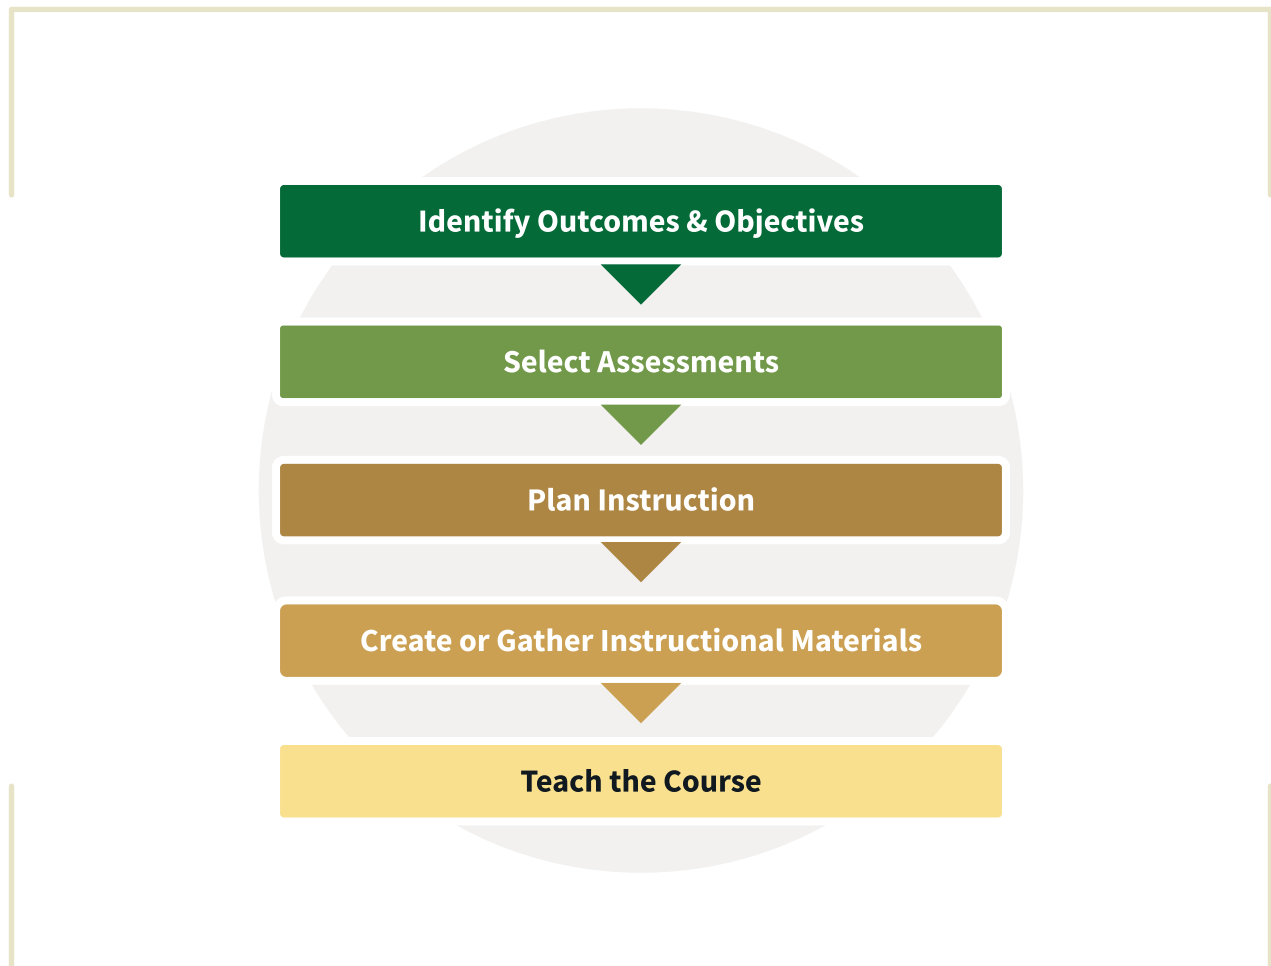 Identify Outcomes & Objectives
Select Assessments
Plan Instruction
Create or Gather Instructional Materials
Teach the Course